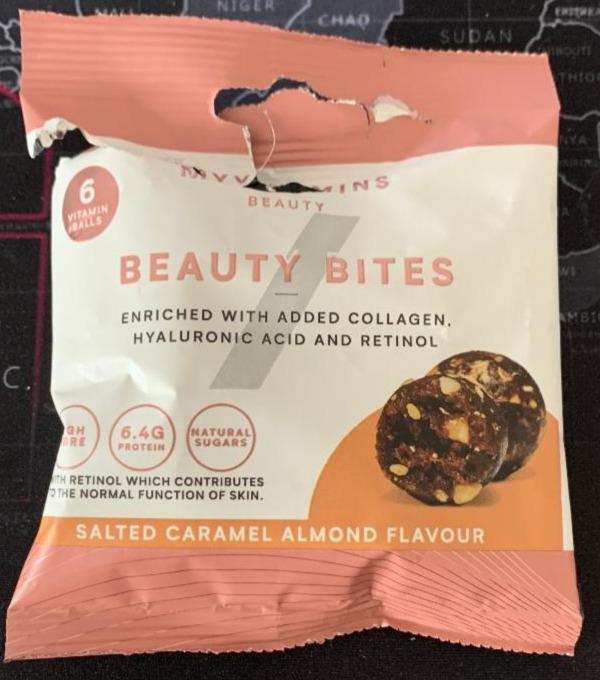 NIGER
CHAD
SUDAN
6
VITAMIN
BALLS
BEAUTY
BEAUTY BITES
ENRICHED WITH ADDED COLLAGEN,
HYALURONIC ACID AND RETINOL
6.4G
PROTEIN
NATURAL
SUGARS
RETINOL WHICH CONTRIBUTES
THE NORMAL FUNCTION OF SKIN.
SALTED CARAMEL ALMOND FLAVOUR
C.